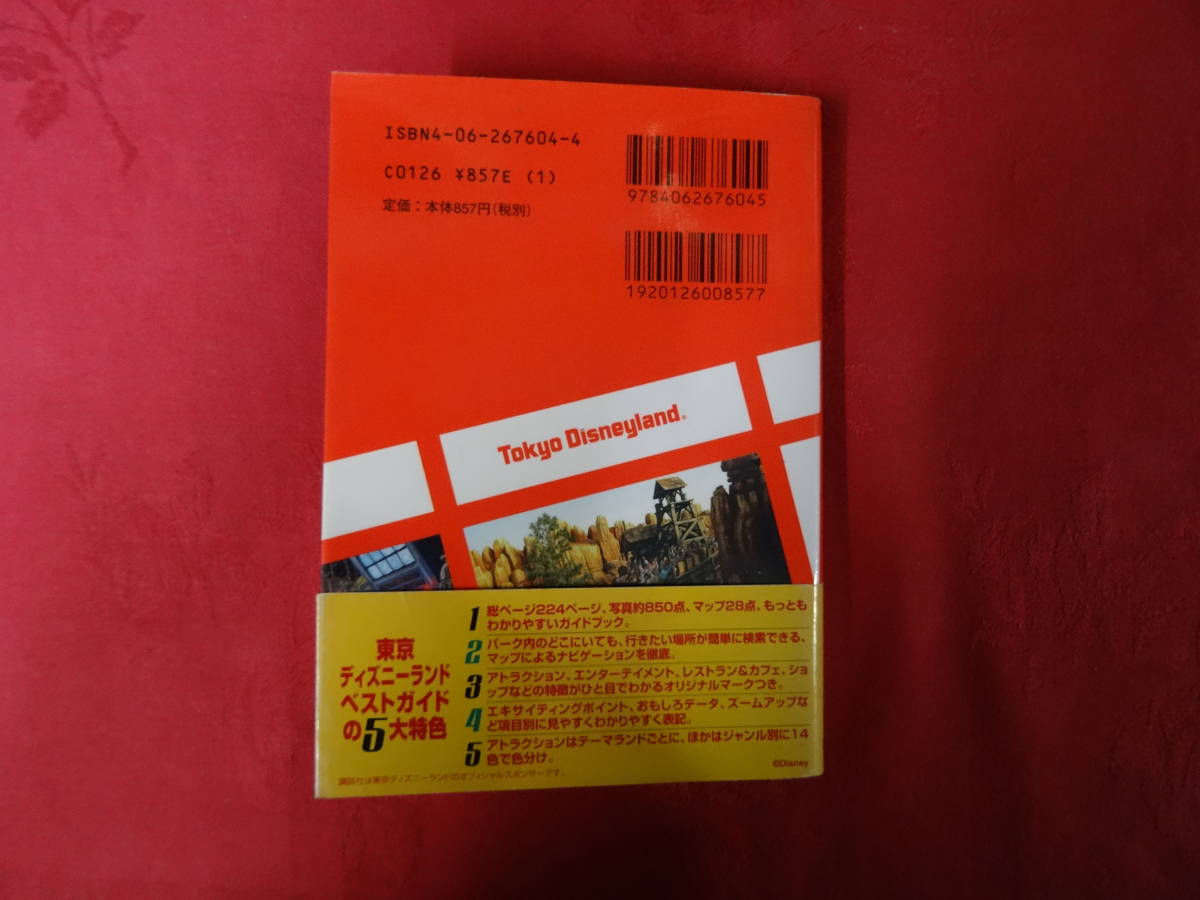 ISBN4-06-267604-4
C0126 ¥857E (1)
定価：本体857円(税別)
9784062676045
1920126008577
Tokyo Disneyland®
東京
ディズニーランド
ベストガイド
の5大特色
1 総ページ224ページ、写真約850点、マップ28点、もっとも
わかりやすいガイドブック。
2 パーク内のどこにいても、行きたい場所が簡単に検索できる、
マップによるナビゲーションを徹底。
3 アトラクション、エンターテイメント、レストラン&カフェ、ショ
ップなどの特徴がひと目でわかるオリジナルマークつき。
4 エキサイティングポイント、おもしろデータ、ズームアップな
ど項目別に見やすくわかりやすく表記。
5 アトラクションはテーマランドごとに、ほかはジャンル別に14
色で色分け。
講談社は東京ディズニーランドのオフィシャルスポンサーです。
©Disney